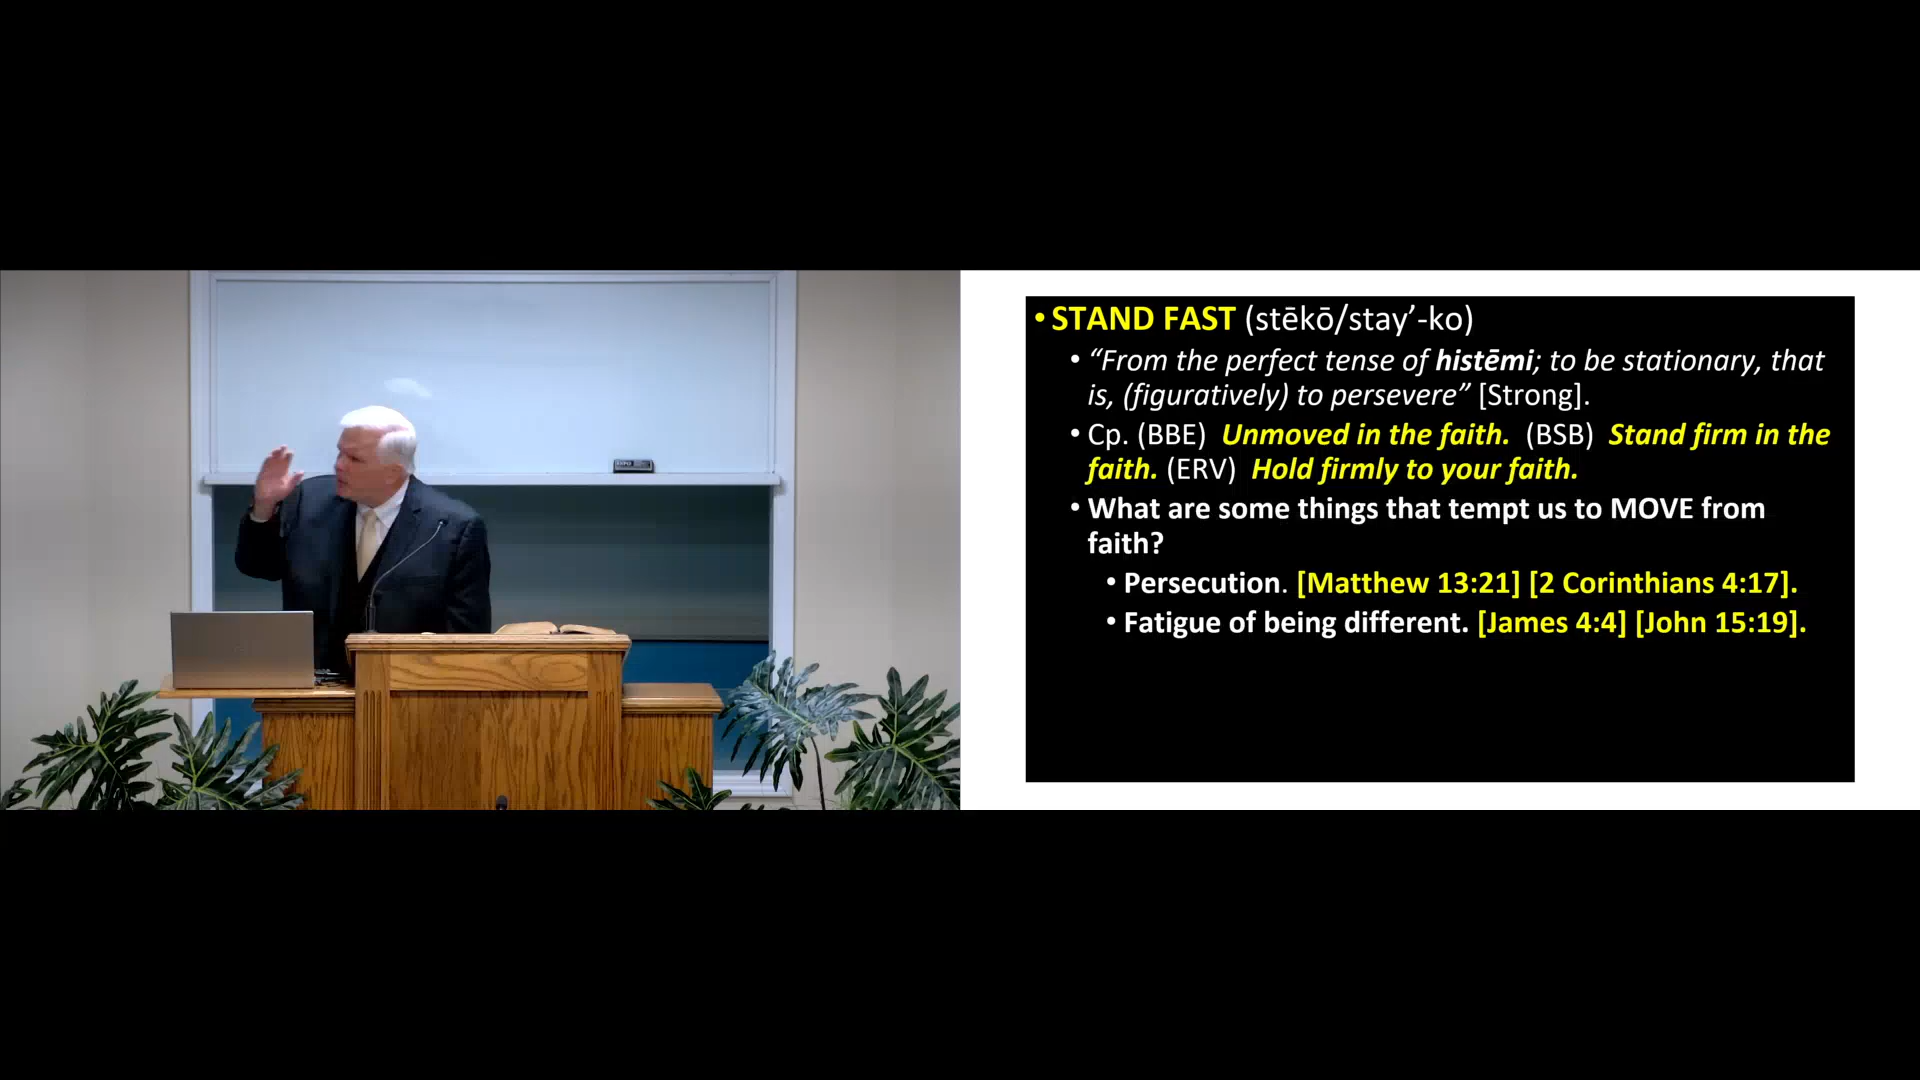 • STAND FAST (stēkō/stay’-ko)
• “From the perfect tense of histēmi; to be stationary, that
is, (figuratively) to persevere” [Strong].
• Cp. (BBE) Unmoved in the faith. (BSB) Stand firm in the
faith. (ERV) Hold firmly to your faith.
• What are some things that tempt us to MOVE from
faith?
• Persecution. [Matthew 13:21] [2 Corinthians 4:17].
• Fatigue of being different. [James 4:4] [John 15:19].
EXPO